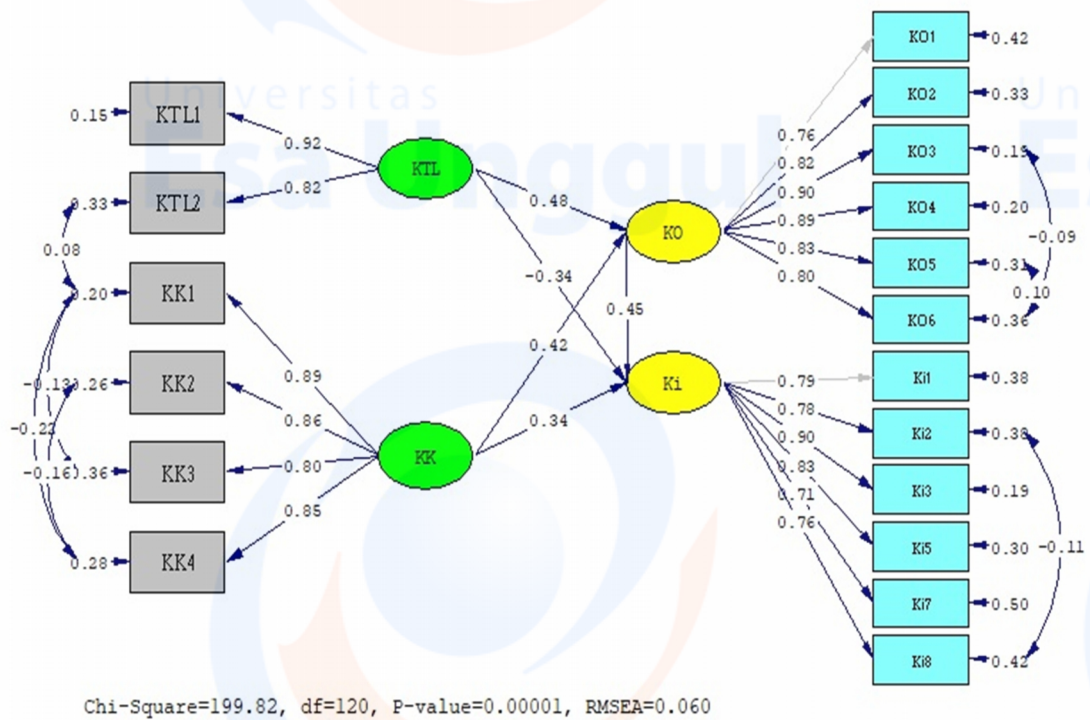 Universitas
Esa Unggul
Un
E
0.15
KTL1
0.92
KTL
0.33
KTL2
0.82
0.08
0.20
KK1
0.89
-0.13
0.26
KK2
0.86
-0.22
-0.16
0.36
KK3
0.80
KK
0.28
KK4
0.85
0.48
-0.34
0.42
0.34
KO
0.45
Ki
0.76
0.82
0.90
0.89
0.83
0.80
0.79
0.78
0.90
0.83
0.71
0.76
KO1
0.42
KO2
0.33
KO3
0.19
KO4
0.20
-0.09
KO5
0.31
0.10
KO6
0.36
Ki1
0.38
Ki2
0.38
Ki3
0.19
Ki5
0.30
-0.11
Ki7
0.50
Ki8
0.42
Chi-Square=199.82, df=120, P-value=0.00001, RMSEA=0.060